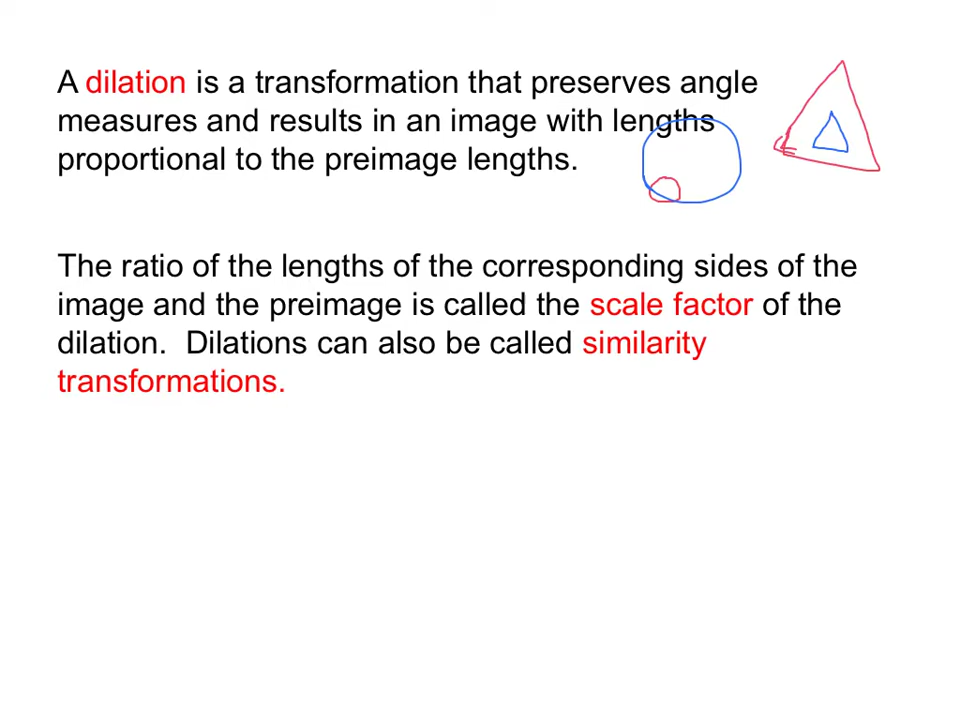 A dilation is a transformation that preserves angle
measures and results in an image with lengths
proportional to the preimage lengths.
The ratio of the lengths of the corresponding sides of the
image and the preimage is called the scale factor of the
dilation.  Dilations can also be called similarity
transformations.